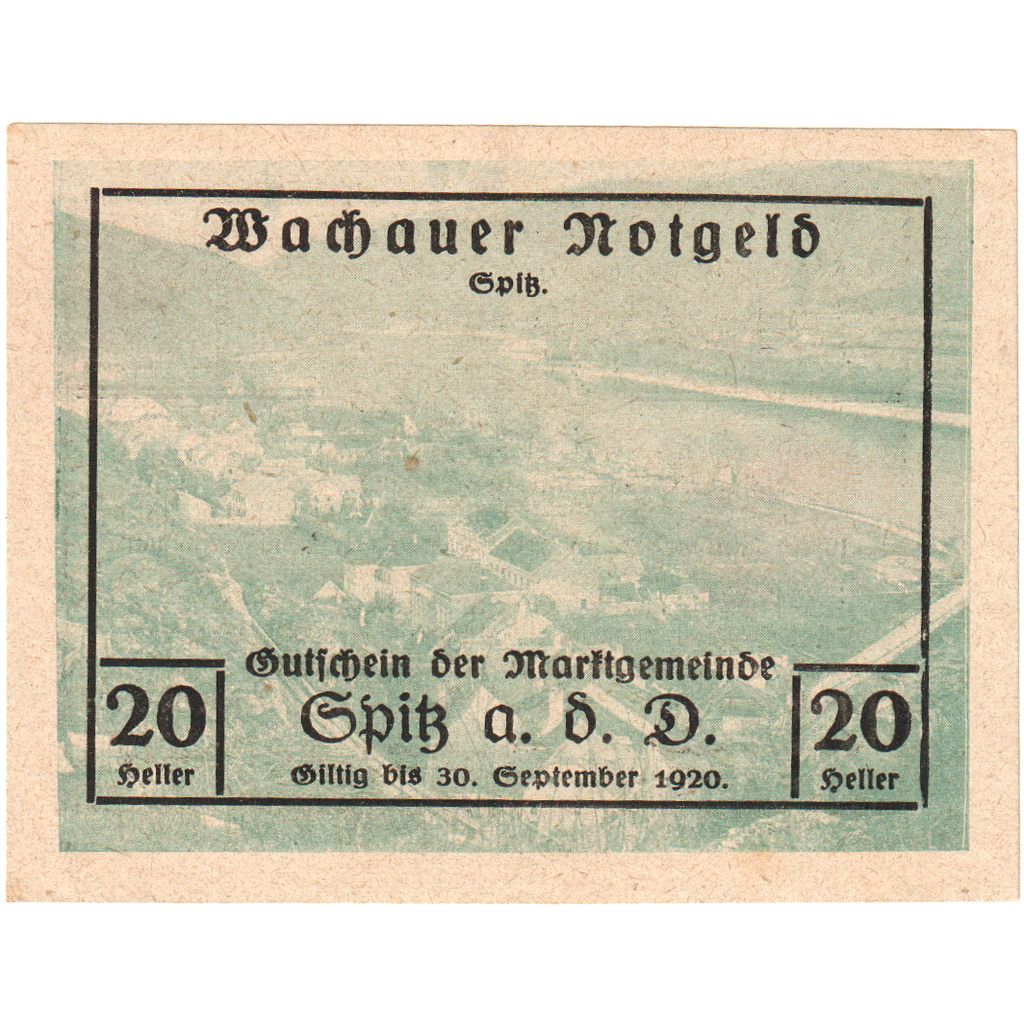 Wachauer Notgeld
Spitz.
Gutschein der Marktgemeinde
Spitz a. d. D.
Giltig bis 30. September 1920.
20
Heller
20
Heller